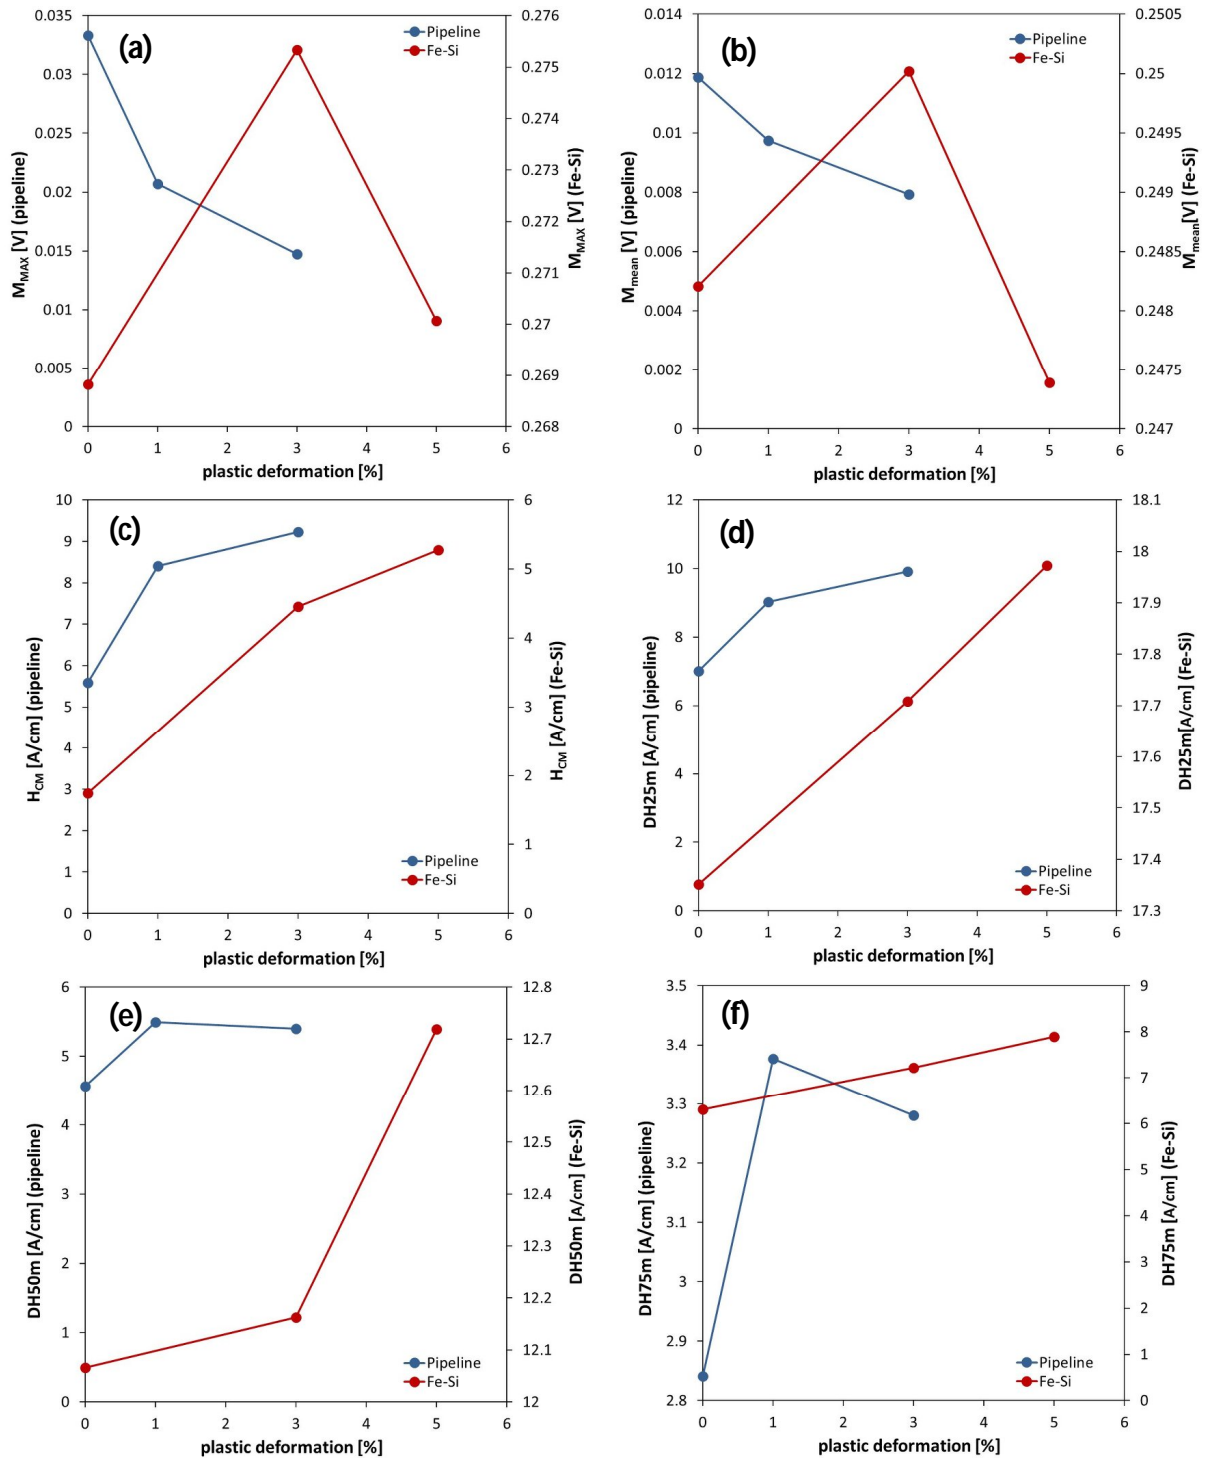 (a)
Pipeline
Fe-Si
0.035
0.03
0.025
0.02
0.015
0.01
0.005
0
0.276
0.275
0.274
0.273
0.272
0.271
0.27
0.269
0.268
0 1 2 3 4 5 6
M_MAX [V] (pipeline)
M_MAX [V] (Fe-Si)
plastic deformation [%]
(b)
Pipeline
Fe-Si
0.014
0.012
0.01
0.008
0.006
0.004
0.002
0
0.2505
0.25
0.2495
0.249
0.2485
0.248
0.2475
0.247
0 1 2 3 4 5 6
M_mean [V] (pipeline)
M_mean[V] (Fe-Si)
plastic deformation [%]
(c)
10
9
8
7
6
5
4
3
2
1
0
6
5
4
3
2
1
0
Pipeline
Fe-Si
0 1 2 3 4 5 6
H_CM [A/cm] (pipeline)
H_CM [A/cm] (Fe-Si)
plastic deformation [%]
(d)
12
10
8
6
4
2
0
18.1
18
17.9
17.8
17.7
17.6
17.5
17.4
17.3
Pipeline
Fe-Si
0 1 2 3 4 5 6
DH25m [A/cm] (pipeline)
DH25m[A/cm] (Fe-Si)
plastic deformation [%]
(e)
6
5
4
3
2
1
0
12.8
12.7
12.6
12.5
12.4
12.3
12.2
12.1
12
Pipeline
Fe-Si
0 1 2 3 4 5 6
DH50m [A/cm] (pipeline)
DH50m [A/cm] (Fe-Si)
plastic deformation [%]
(f)
3.5
3.4
3.3
3.2
3.1
3
2.9
2.8
9
8
7
6
5
4
3
2
1
0
Pipeline
Fe-Si
0 1 2 3 4 5 6
DH75m [A/cm] (pipeline)
DH75m [A/cm] (Fe-Si)
plastic deformation [%]